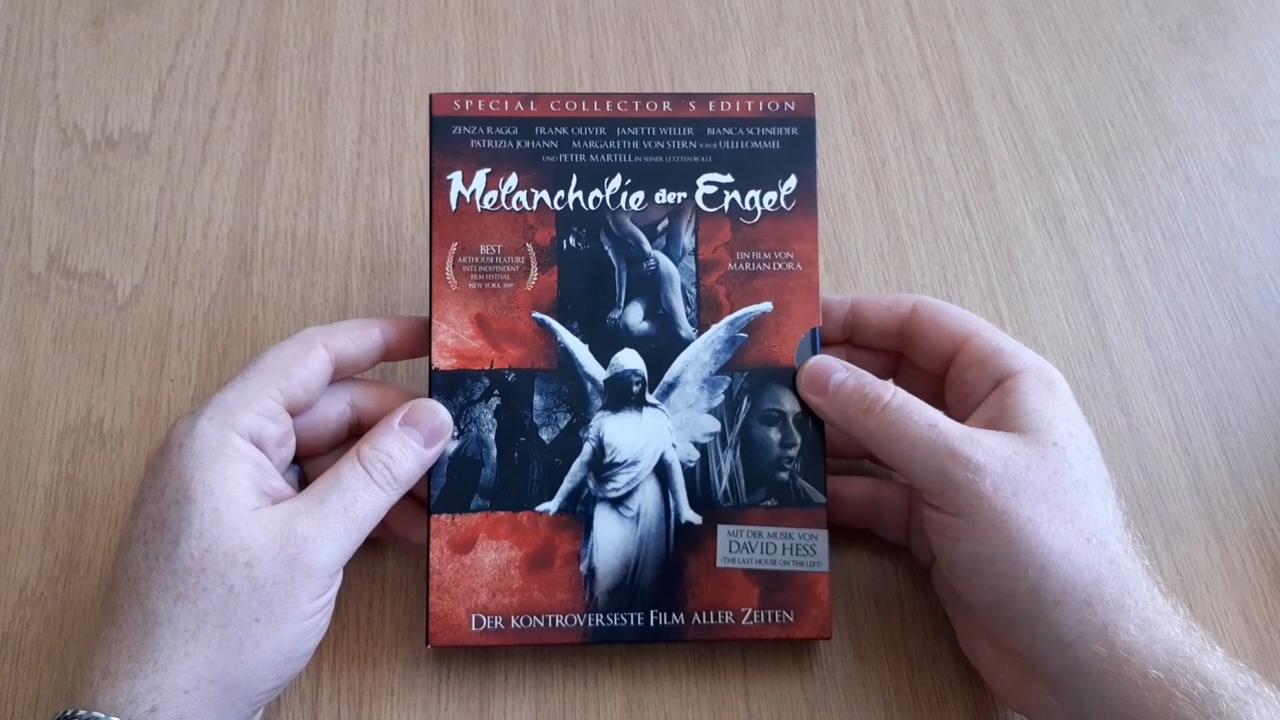 SPECIAL COLLECTOR´S EDITION
ZENZA RAGGI FRANK OLIVER JANETTE WELLER BIANCA SCHNEIDER
PATRIZIA JOHANN MARGARETHE VON STERN SOWIE ULLI LOMMEL
UND PETER MARTELL IN SEINER LETZTEN ROLLE
Melancholie der Engel
BEST
ARTHOUSE FEATURE
INT'L INDEPENDENT
FILM FESTIVAL
NEW YORK, 2009
EIN FILM VON
MARIAN DORA
MIT DER MUSIK VON
DAVID HESS
(THE LAST HOUSE ON THE LEFT)
DER KONTROVERSESTE FILM ALLER ZEITEN